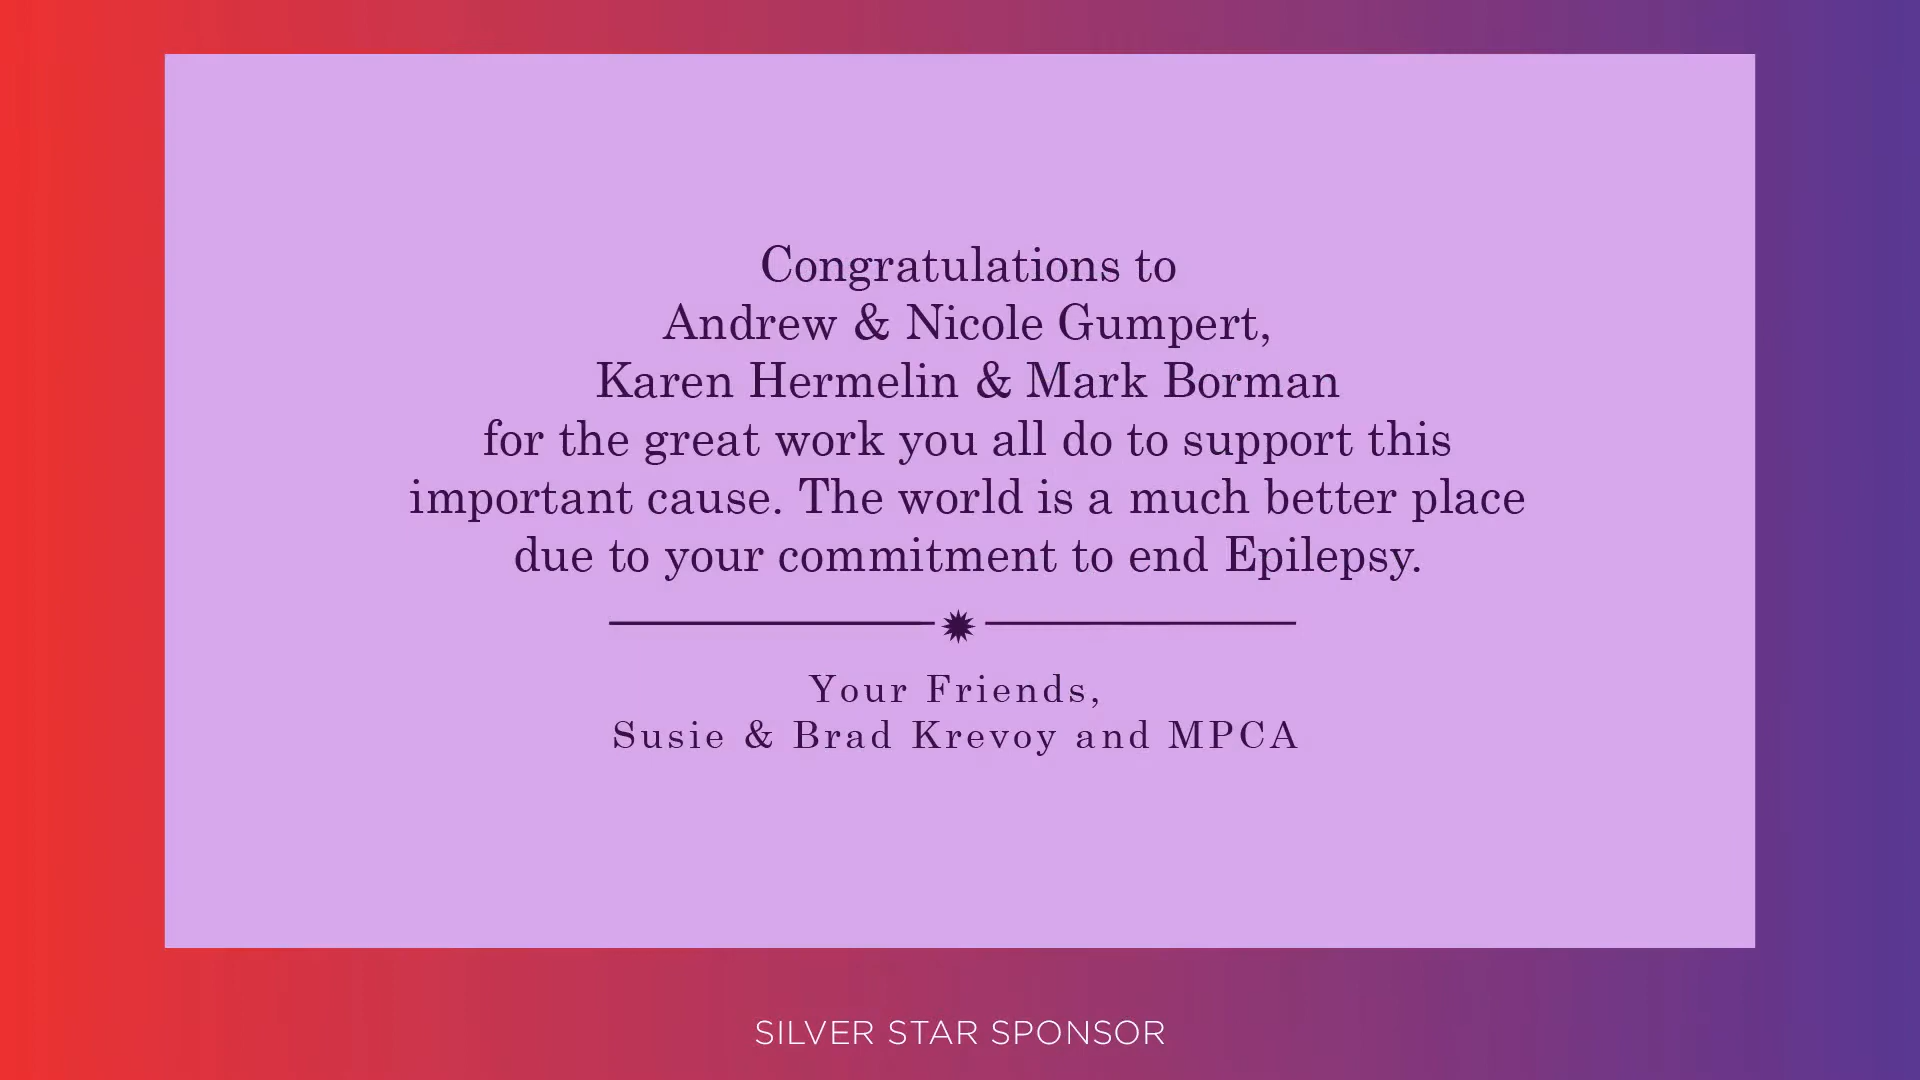 Congratulations to
Andrew & Nicole Gumpert,
Karen Hermelin & Mark Borman
for the great work you all do to support this
important cause. The world is a much better place
due to your commitment to end Epilepsy.
Your Friends,
Susie & Brad Krevoy and MPCA
SILVER STAR SPONSOR